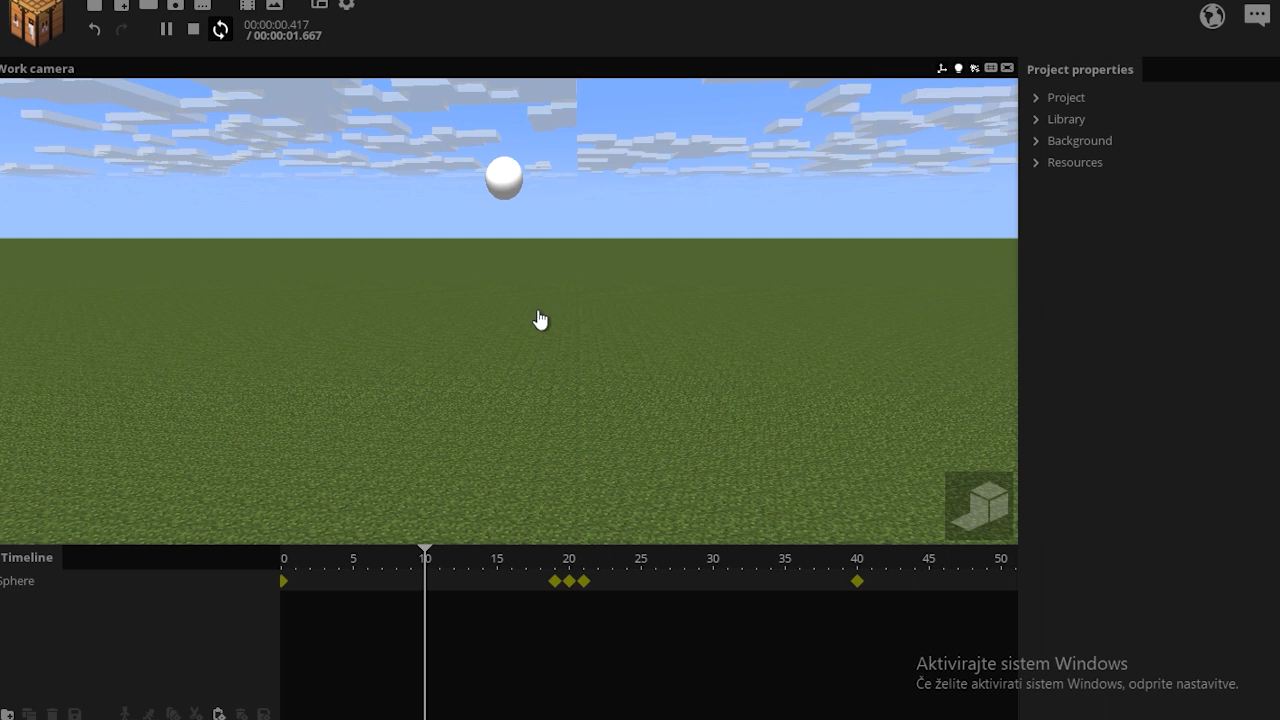 00:00:00.417
/ 00:00:01.667
Work camera
Project properties
Project
Library
Background
Resources
Timeline
0 5 10 15 20 25 30 35 40 45 50
Sphere
Aktivirajte sistem Windows
Če želite aktivirati sistem Windows, odprite nastavitve.